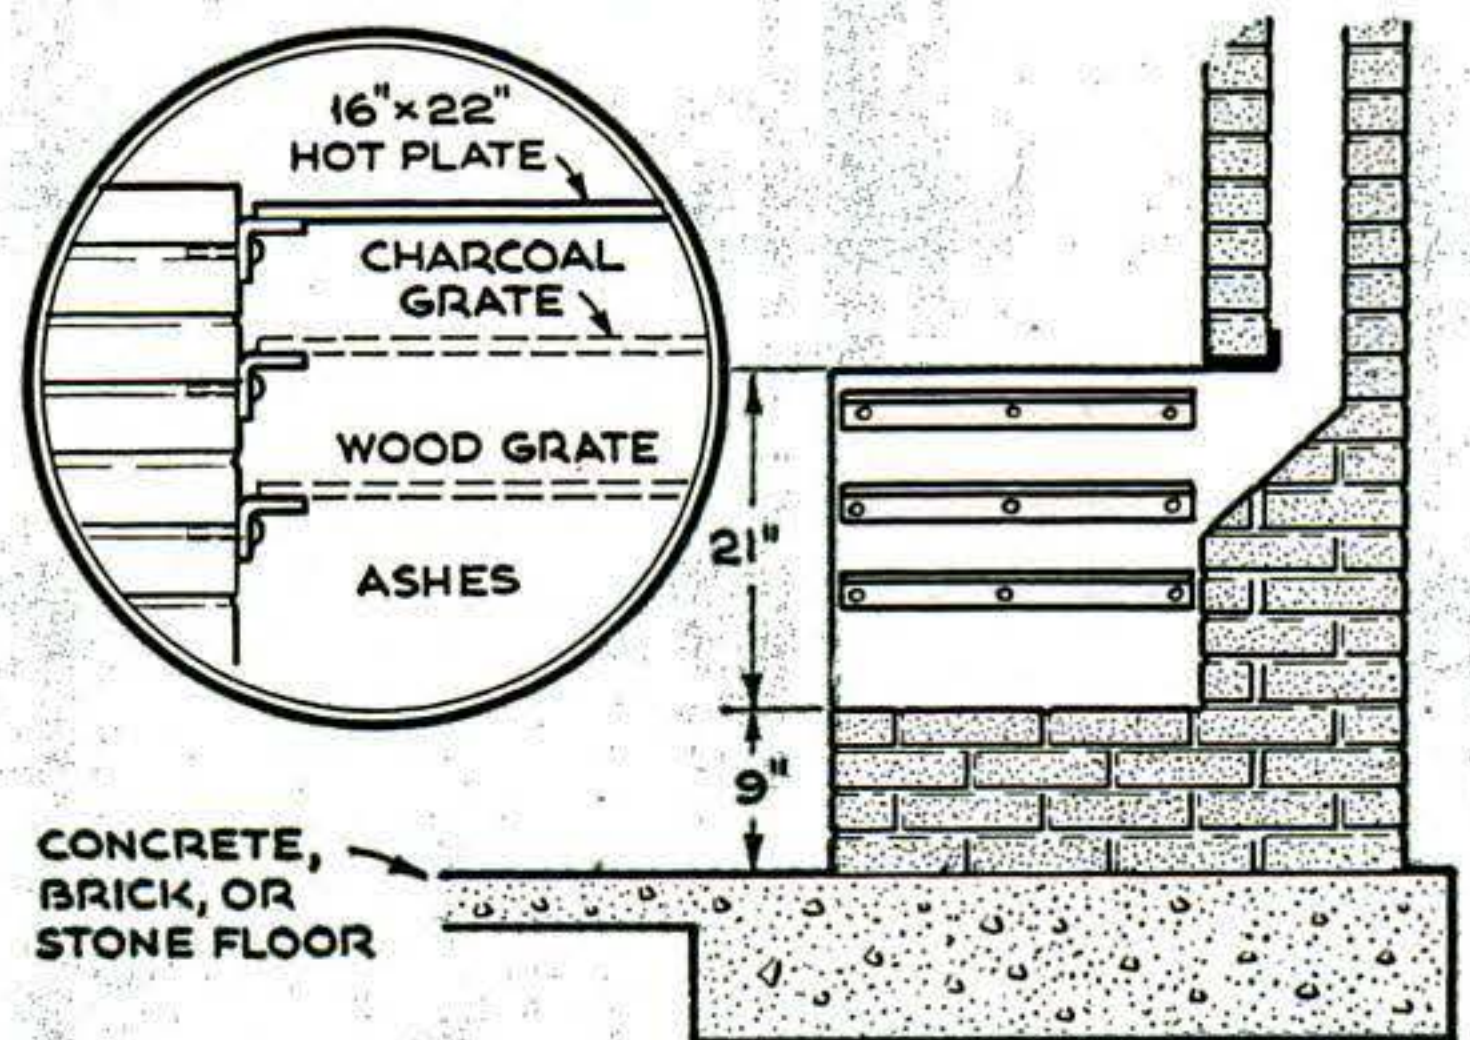 16"×22"
HOT PLATE
CHARCOAL
GRATE
WOOD GRATE
ASHES
21"
9"
CONCRETE,
BRICK, OR
STONE FLOOR